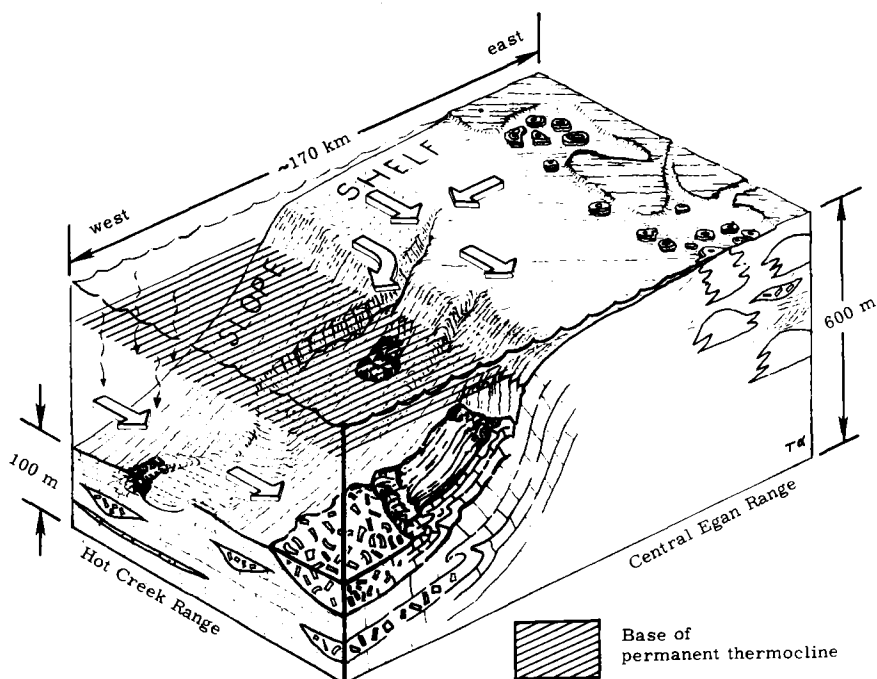 east
~170 km
west
SHELF
SLOPE
600 m
100 m
Hot Creek Range
Central Egan Range
Base of
permanent thermocline